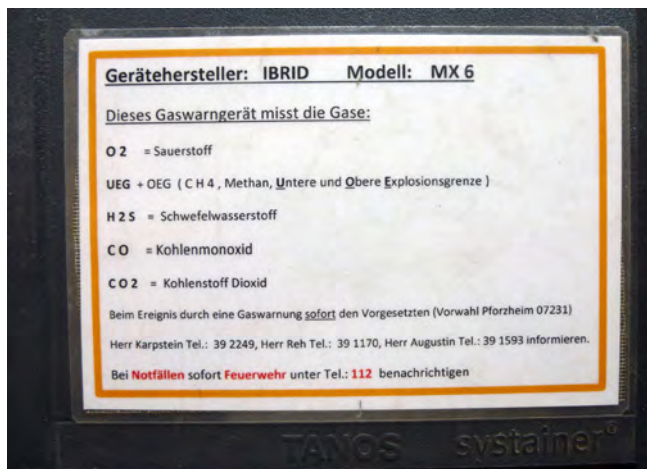 Gerätehersteller: IBRID Modell: MX 6
Dieses Gaswarngerät misst die Gase:
O 2 = Sauerstoff
UEG + OEG ( C H 4 , Methan, Untere und Obere Explosionsgrenze )
H 2 S = Schwefelwasserstoff
C O = Kohlenmonoxid
C O 2 = Kohlenstoff Dioxid
Beim Ereignis durch eine Gaswarnung sofort den Vorgesetzten (Vorwahl Pforzheim 07231)
Herr Karpstein Tel.: 39 2249, Herr Reh Tel.: 39 1170, Herr Augustin Tel.: 39 1593 informieren.
Bei Notfällen sofort Feuerwehr unter Tel.: 112 benachrichtigen
TANOS systainer®